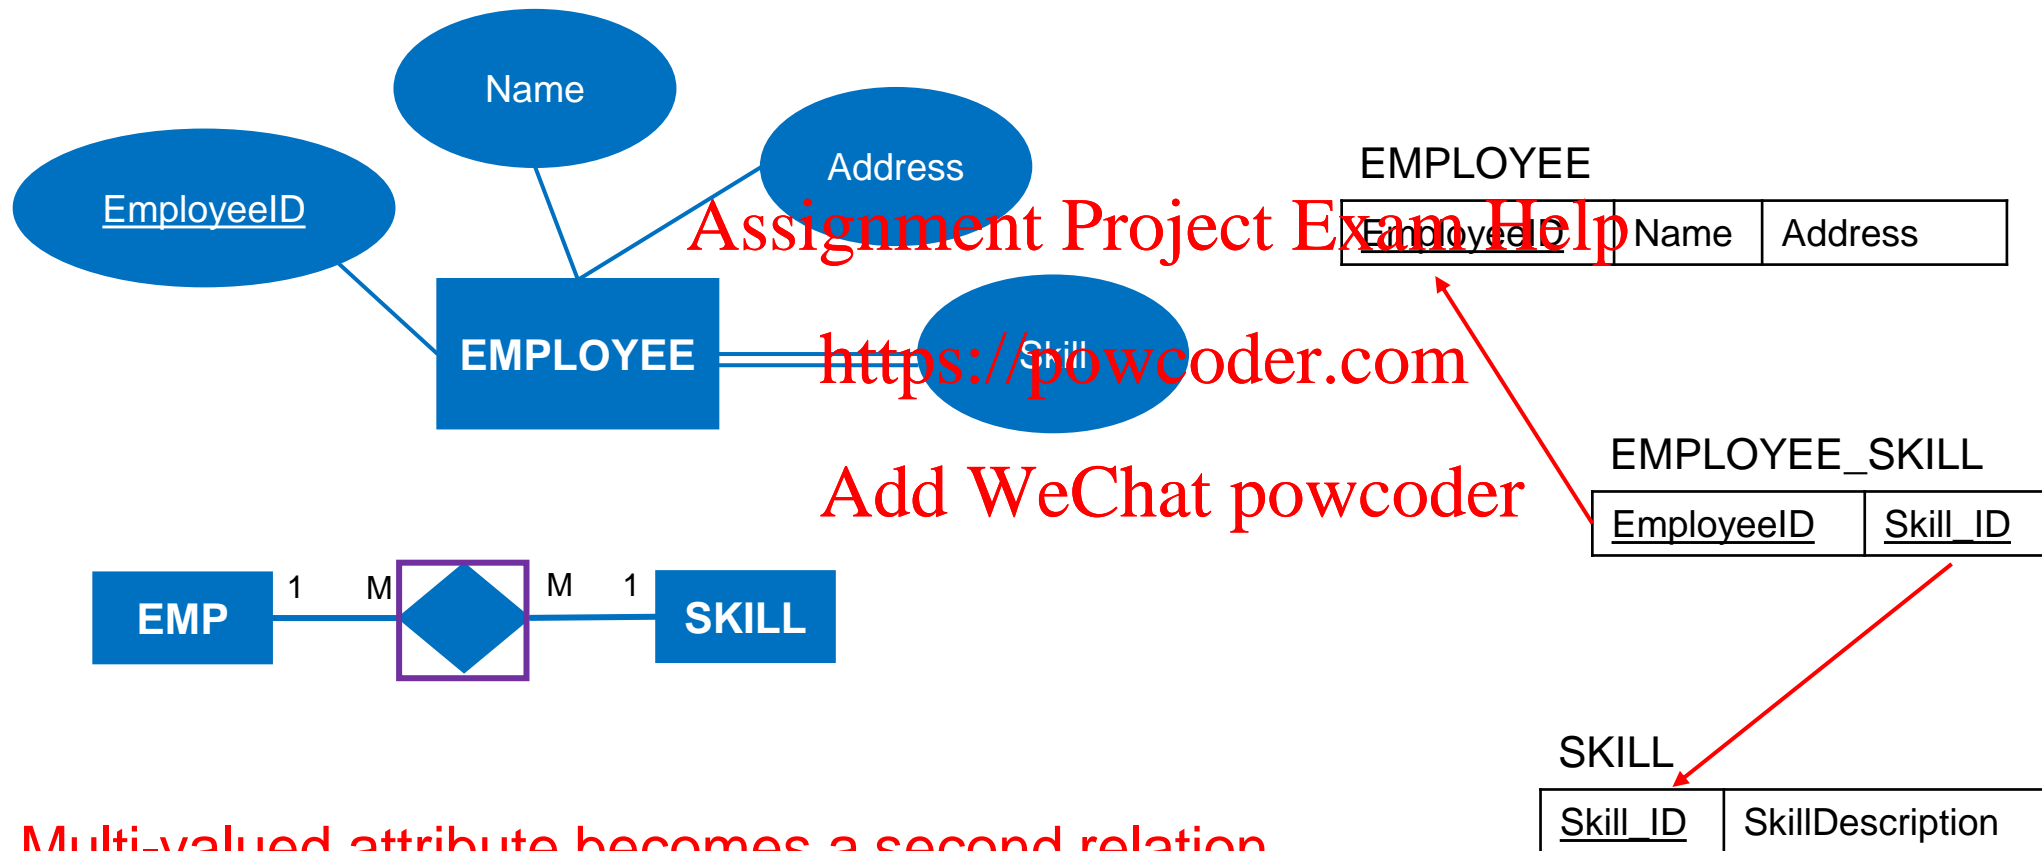 Name
Address
EmployeeID
EMPLOYEE
EmployeeID Name Address
Assignment Project Exam Help
EMPLOYEE
Skill
https://powcoder.com
EMPLOYEE_SKILL
Add WeChat powcoder
EmployeeID Skill_ID
1 M M 1
EMP SKILL
SKILL
Skill_ID SkillDescription
Multi-valued attribute becomes a second relation